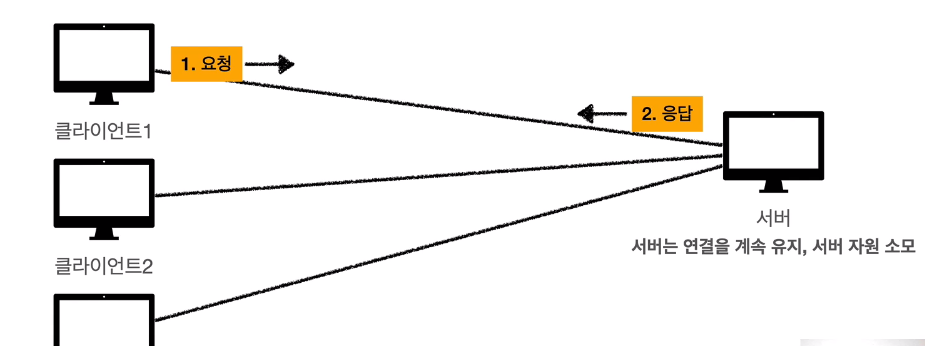 1. 요청
2. 응답
클라이언트1
서버
서버는 연결을 계속 유지, 서버 자원 소모
클라이언트2